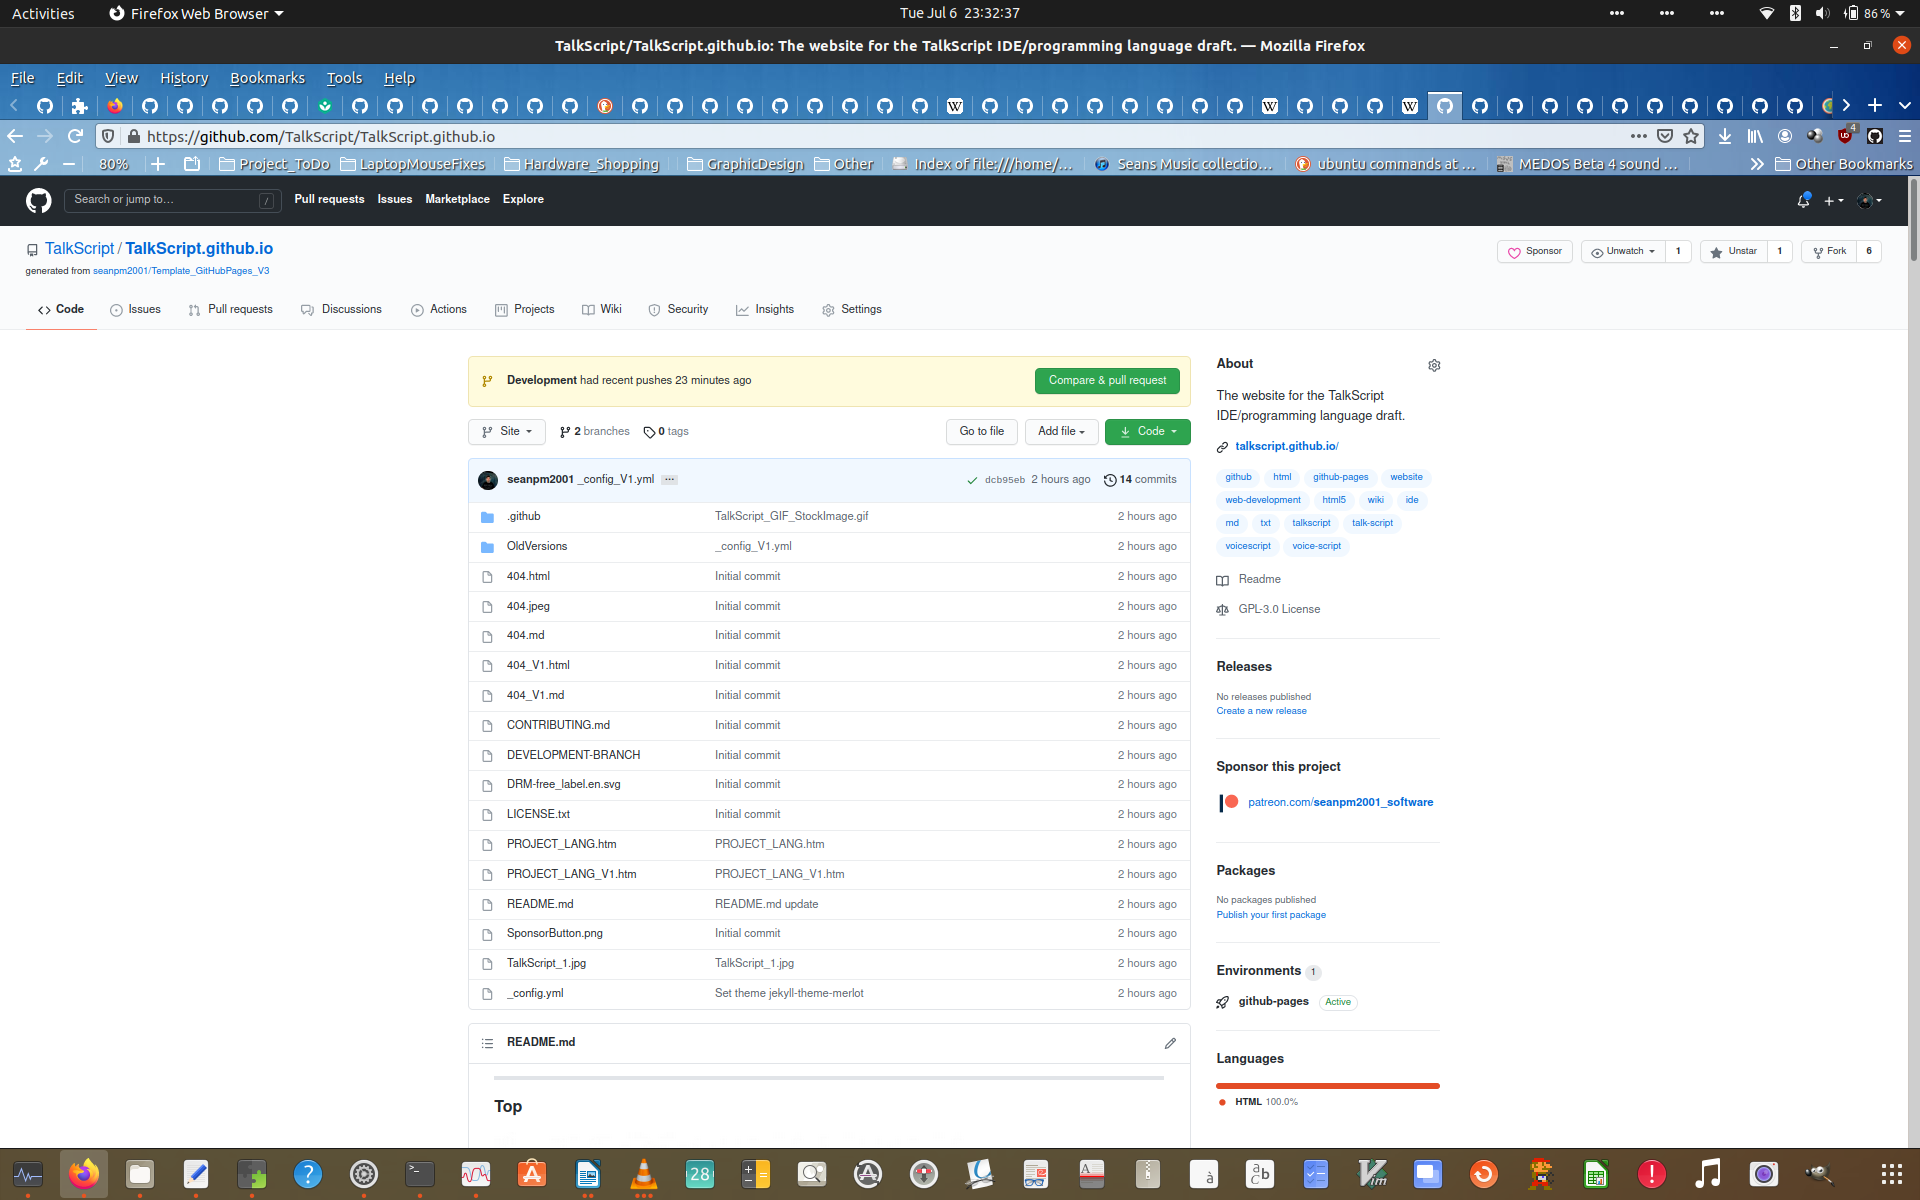 Activities
Firefox Web Browser
Tue Jul 6 23:32:37
86 %
TalkScript/TalkScript.github.io: The website for the TalkScript IDE/programming language draft. — Mozilla Firefox
File Edit View History Bookmarks Tools Help
https://github.com/TalkScript/TalkScript.github.io
4
80%
Project_ToDo
LaptopMouseFixes
Hardware_Shopping
GraphicDesign
Other
Index of file:///home/...
Seans Music collectio...
ubuntu commands at ...
MEDOS Beta 4 sound ...
Other Bookmarks
Search or jump to...
/
Pull requests
Issues
Marketplace
Explore
TalkScript / TalkScript.github.io
generated from seanpm2001/Template_GitHubPages_V3
Sponsor
Unwatch 1
Unstar 1
Fork 6
Code
Issues
Pull requests
Discussions
Actions
Projects
Wiki
Security
Insights
Settings
Development had recent pushes 23 minutes ago
Compare & pull request
Site
2 branches
0 tags
Go to file
Add file
Code
seanpm2001 _config_V1.yml ...
dcb95eb 2 hours ago
14 commits
.github TalkScript_GIF_StockImage.gif 2 hours ago
OldVersions _config_V1.yml 2 hours ago
404.html Initial commit 2 hours ago
404.jpeg Initial commit 2 hours ago
404.md Initial commit 2 hours ago
404_V1.html Initial commit 2 hours ago
404_V1.md Initial commit 2 hours ago
CONTRIBUTING.md Initial commit 2 hours ago
DEVELOPMENT-BRANCH Initial commit 2 hours ago
DRM-free_label.en.svg Initial commit 2 hours ago
LICENSE.txt Initial commit 2 hours ago
PROJECT_LANG.htm PROJECT_LANG.htm 2 hours ago
PROJECT_LANG_V1.htm PROJECT_LANG_V1.htm 2 hours ago
README.md README.md update 2 hours ago
SponsorButton.png Initial commit 2 hours ago
TalkScript_1.jpg TalkScript_1.jpg 2 hours ago
_config.yml Set theme jekyll-theme-merlot 2 hours ago
README.md
Top
About
The website for the TalkScript
IDE/programming language draft.
talkscript.github.io/
github html github-pages website
web-development html5 wiki ide
md txt talkscript talk-script
voicescript voice-script
Readme
GPL-3.0 License
Releases
No releases published
Create a new release
Sponsor this project
patreon.com/seanpm2001_software
Packages
No packages published
Publish your first package
Environments 1
github-pages Active
Languages
HTML 100.0%
28